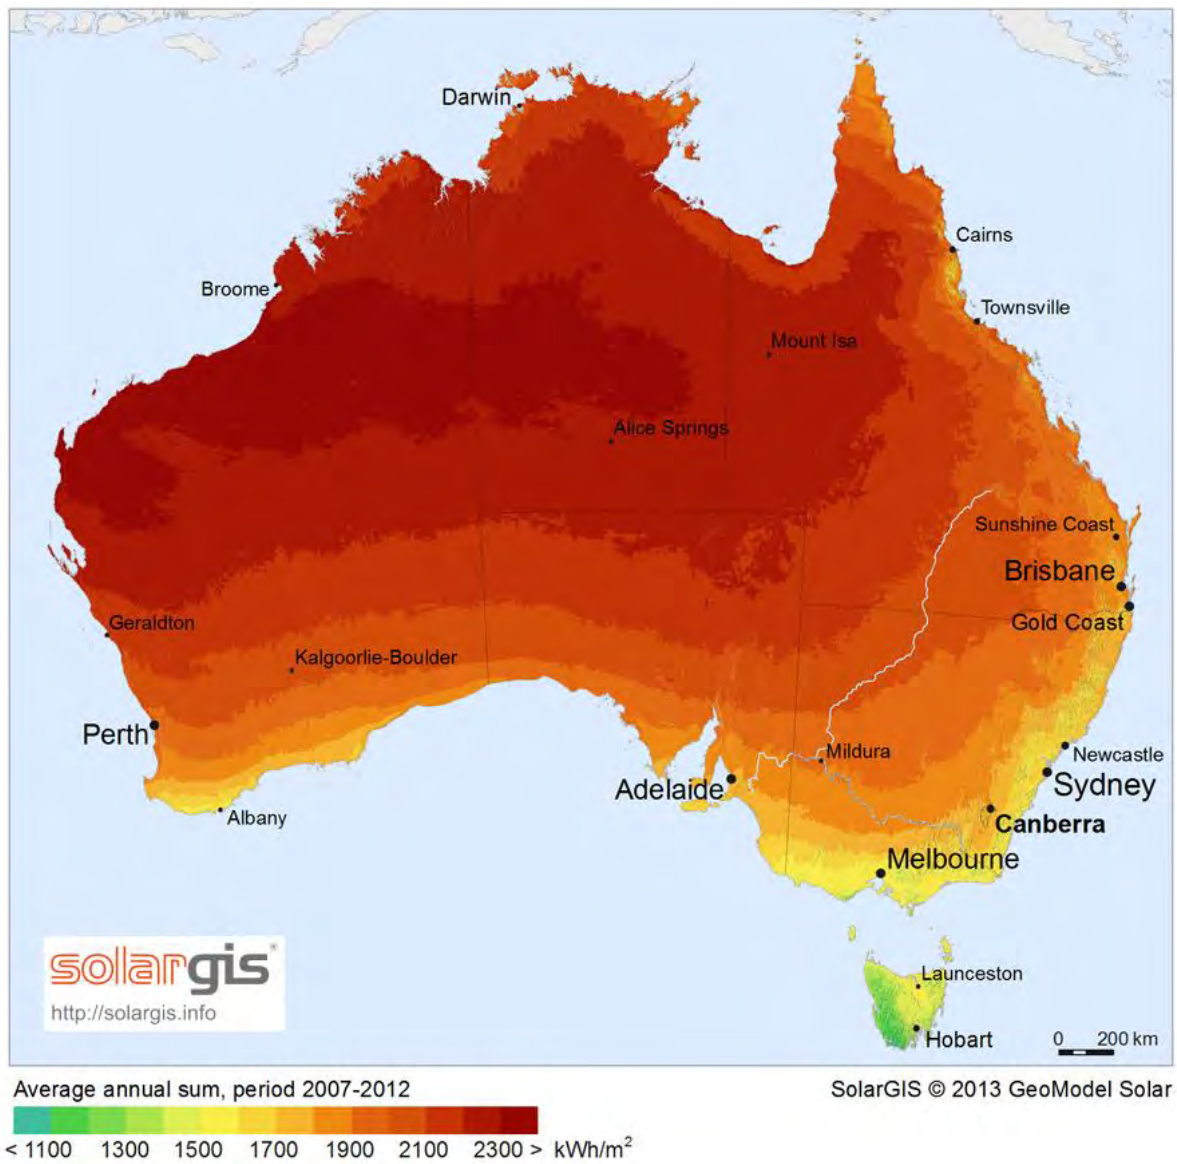 Darwin
Cairns
Broome
Townsville
Mount Isa
Alice Springs
Sunshine Coast
Brisbane
Gold Coast
Geraldton
Kalgoorlie-Boulder
Perth
Mildura
Newcastle
Adelaide
Sydney
Albany
Canberra
Melbourne
solargis®
http://solargis.info
Launceston
Hobart
0 200 km
Average annual sum, period 2007-2012
SolarGIS © 2013 GeoModel Solar
< 1100 1300 1500 1700 1900 2100 2300 > kWh/m²